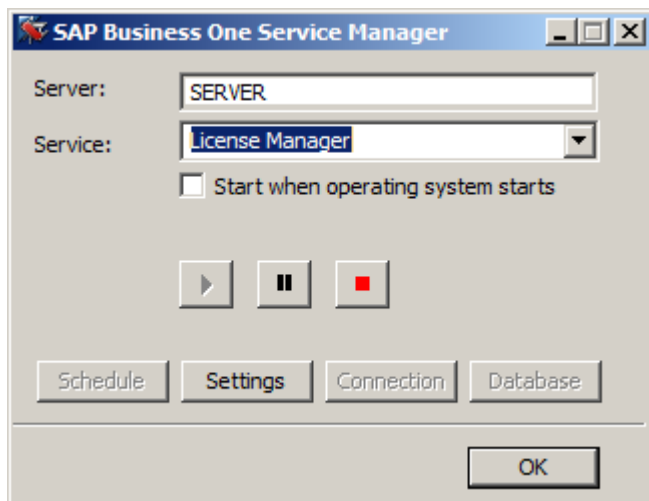 SAP Business One Service Manager
Server:
SERVER
Service:
License Manager
Start when operating system starts
Schedule
Settings
Connection
Database
OK